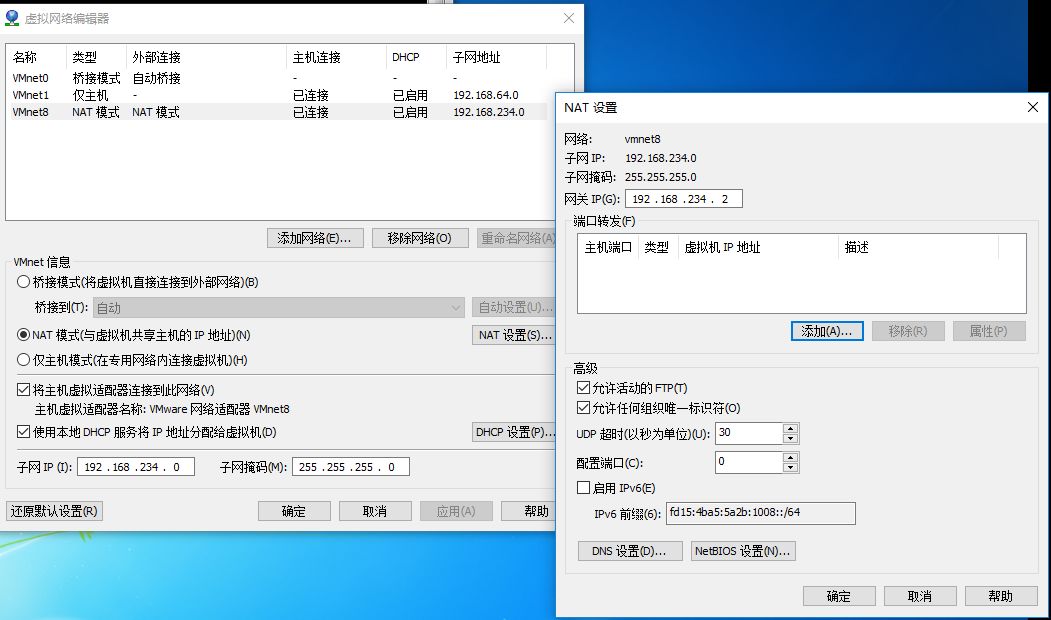 虚拟网络编辑器
名称 类型 外部连接 主机连接 DHCP 子网地址
VMnet0 桥接模式 自动桥接 - - -
VMnet1 仅主机 - 已连接 已启用 192.168.64.0
VMnet8 NAT 模式 NAT 模式 已连接 已启用 192.168.234.0
添加网络(E)... 移除网络(O) 重命名网络(A)
VMnet 信息
桥接模式(将虚拟机直接连接到外部网络)(B)
桥接到(T): 自动 自动设置(U)...
NAT 模式(与虚拟机共享主机的 IP 地址)(N) NAT 设置(S)...
仅主机模式(在专用网络内连接虚拟机)(H)
将主机虚拟适配器连接到此网络(V)
主机虚拟适配器名称: VMware 网络适配器 VMnet8
使用本地 DHCP 服务将 IP 地址分配给虚拟机(D) DHCP 设置(P)...
子网 IP (I): 192 .168 .234 . 0 子网掩码(M): 255 .255 .255 . 0
还原默认设置(R) 确定 取消 应用(A) 帮助
NAT 设置
网络: vmnet8
子网 IP: 192.168.234.0
子网掩码: 255.255.255.0
网关 IP(G): 192 .168 .234 . 2
端口转发(F)
主机端口 类型 虚拟机 IP 地址 描述
添加(A)... 移除(R) 属性(P)
高级
允许活动的 FTP(T)
允许任何组织唯一标识符(O)
UDP 超时(以秒为单位)(U): 30
配置端口(C): 0
启用 IPv6(E)
IPv6 前缀(6): fd15:4ba5:5a2b:1008::/64
DNS 设置(D)... NetBIOS 设置(N)...
确定 取消 帮助